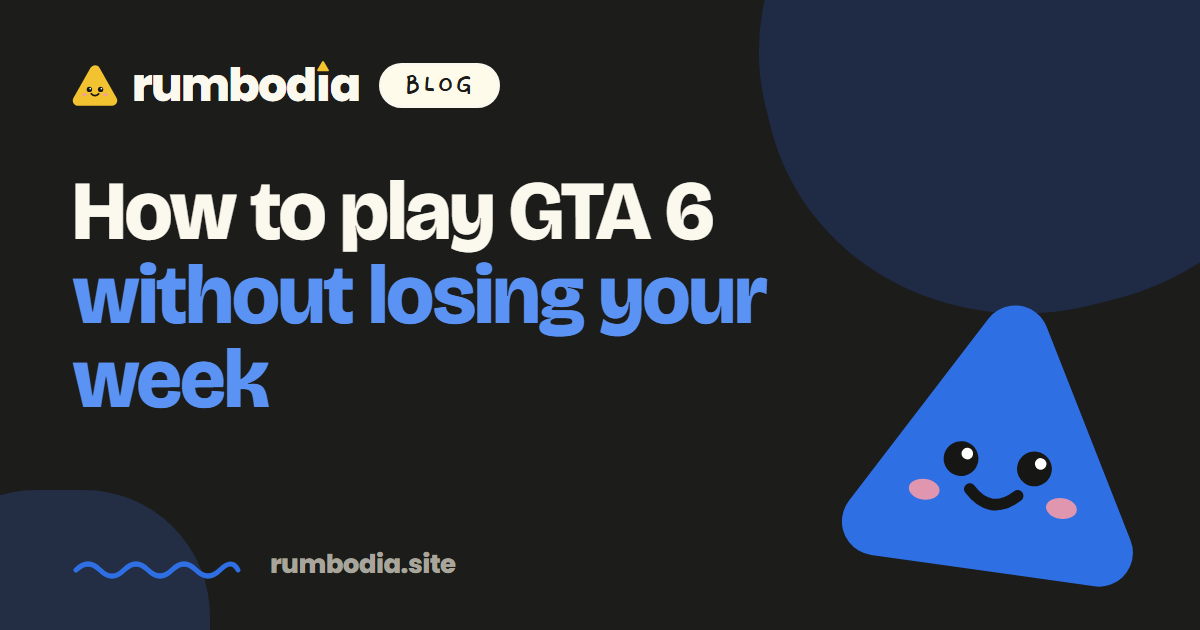 rumbodia
BLOG
How to play GTA 6
without losing your
week
rumbodia.site